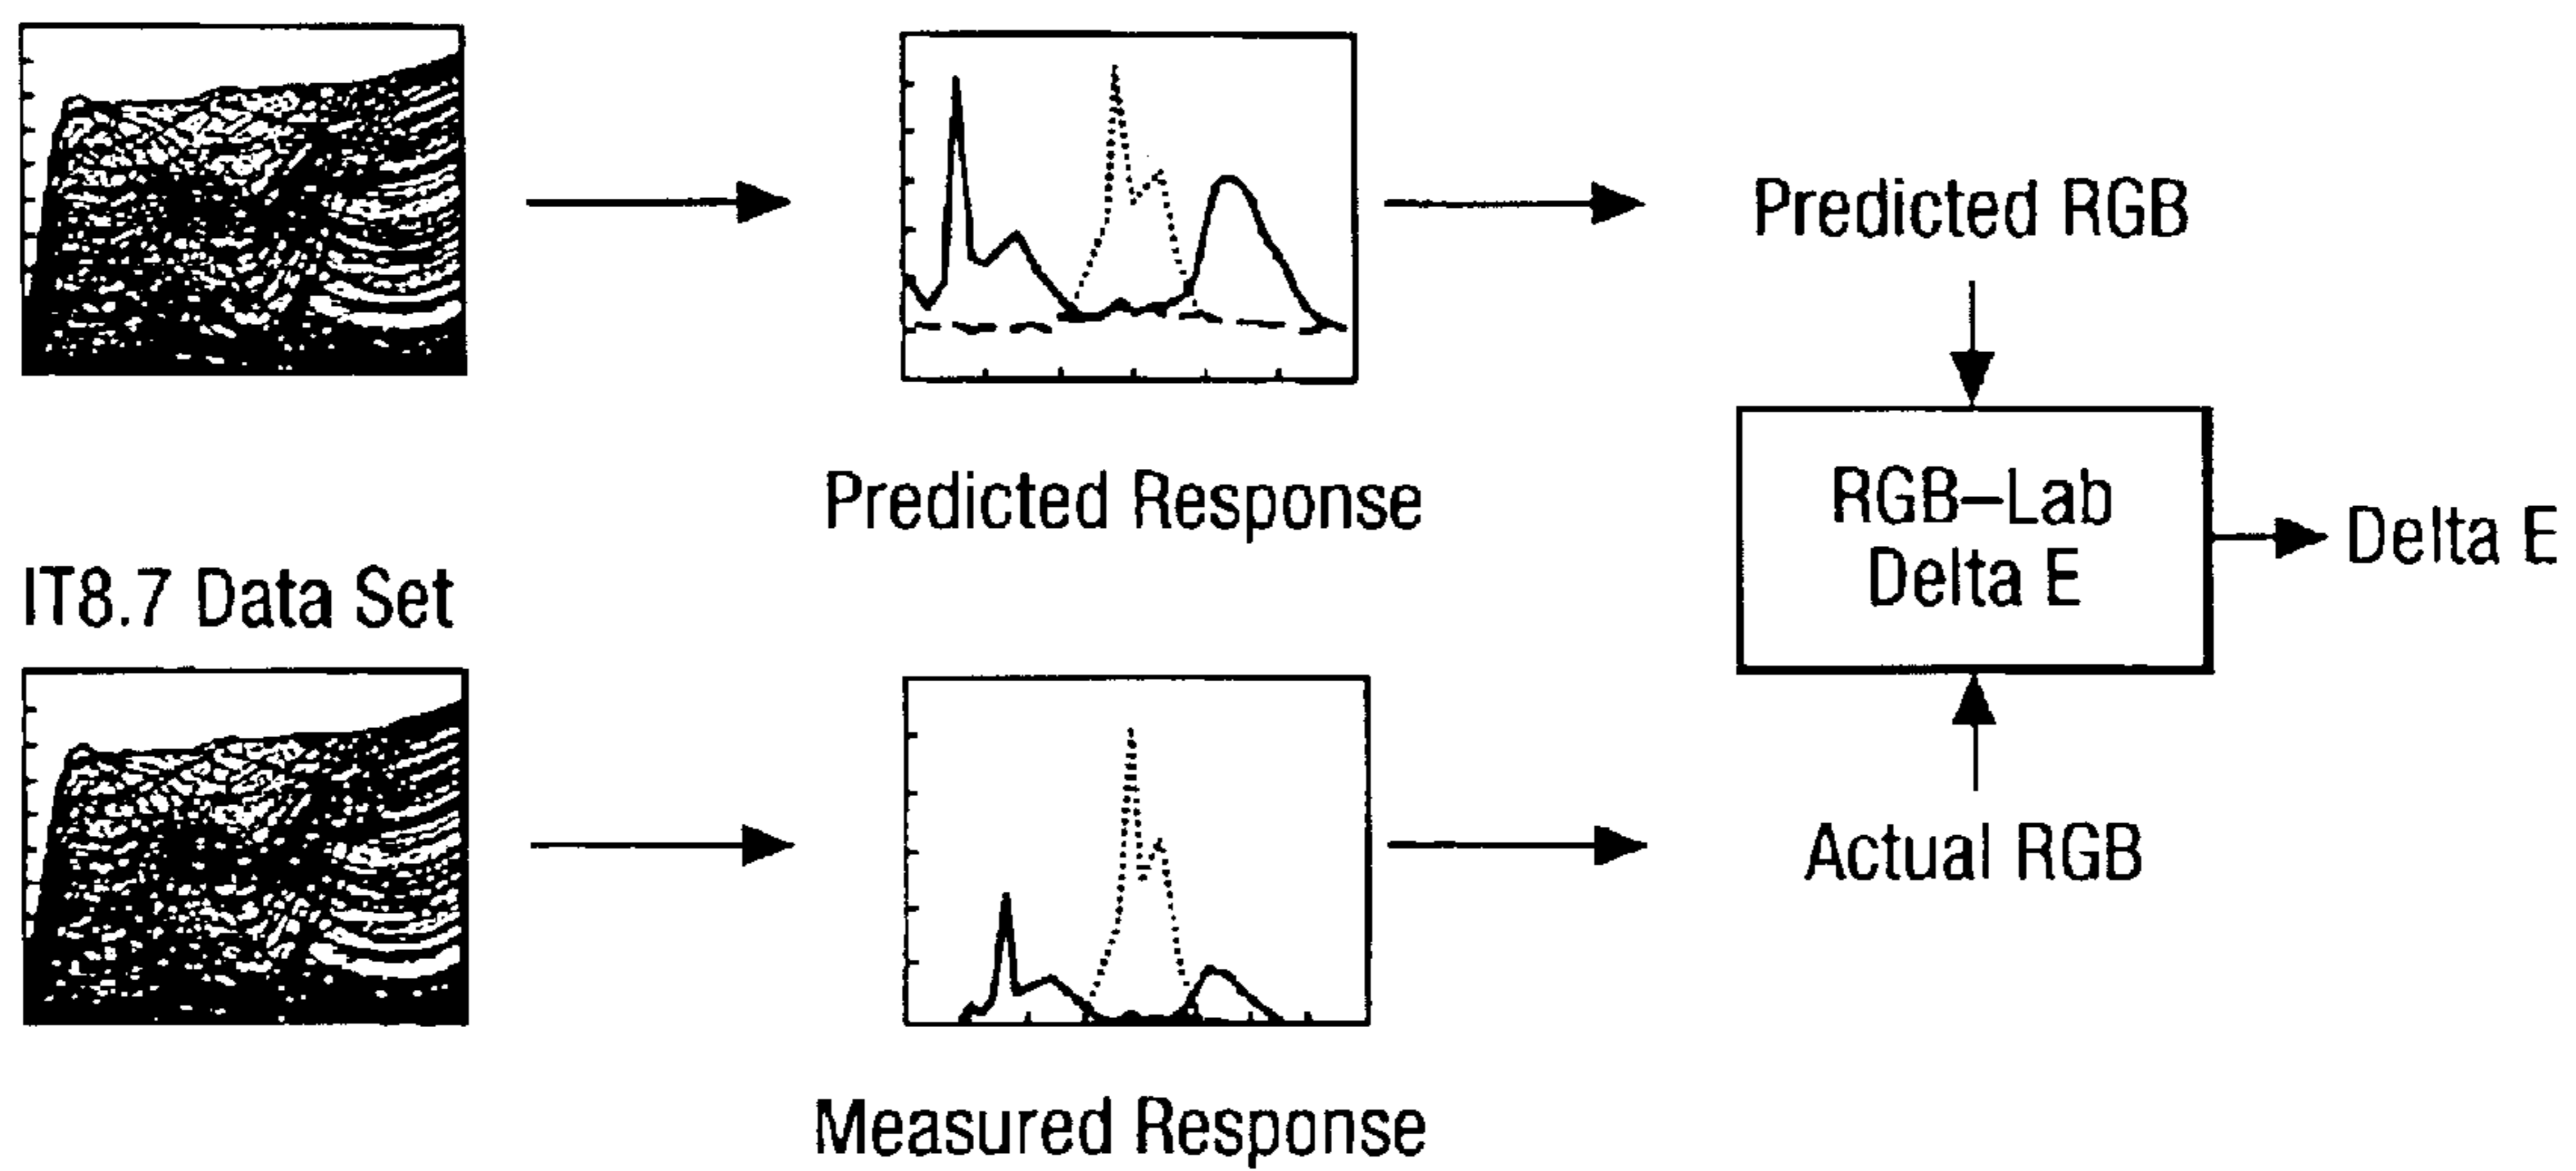 Predicted RGB
Predicted Response
RGB–Lab
Delta E
Delta E
IT8.7 Data Set
Actual RGB
Measured Response